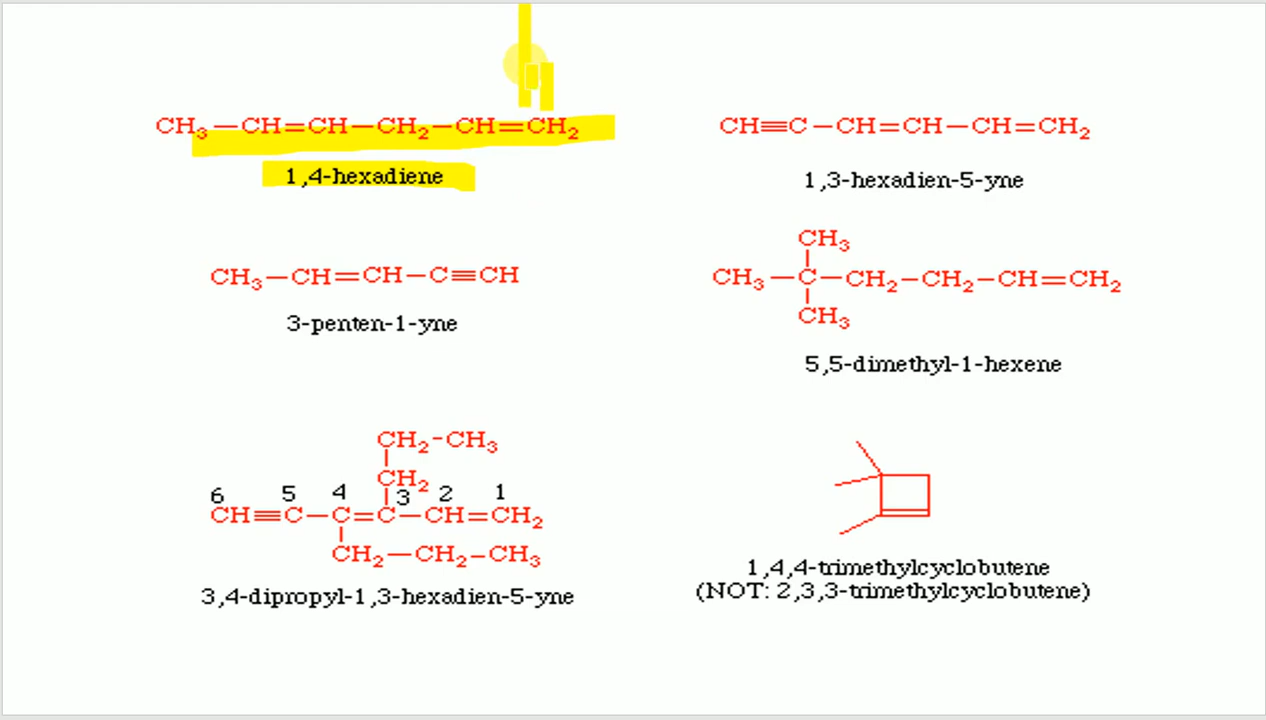 CH₃—CH=CH—CH₂—CH=CH₂
1,4-hexadiene
CH≡C—CH=CH—CH=CH₂
1,3-hexadien-5-yne
CH₃—CH=CH—C≡CH
3-penten-1-yne
CH₃
CH₃—C—CH₂—CH₂—CH=CH₂
CH₃
5,5-dimethyl-1-hexene
CH₂-CH₃
CH₂
6 5 4 3 2 1
CH≡C—C=C—CH=CH₂
CH₂—CH₂—CH₃
3,4-dipropyl-1,3-hexadien-5-yne
1,4,4-trimethylcyclobutene
(NOT: 2,3,3-trimethylcyclobutene)